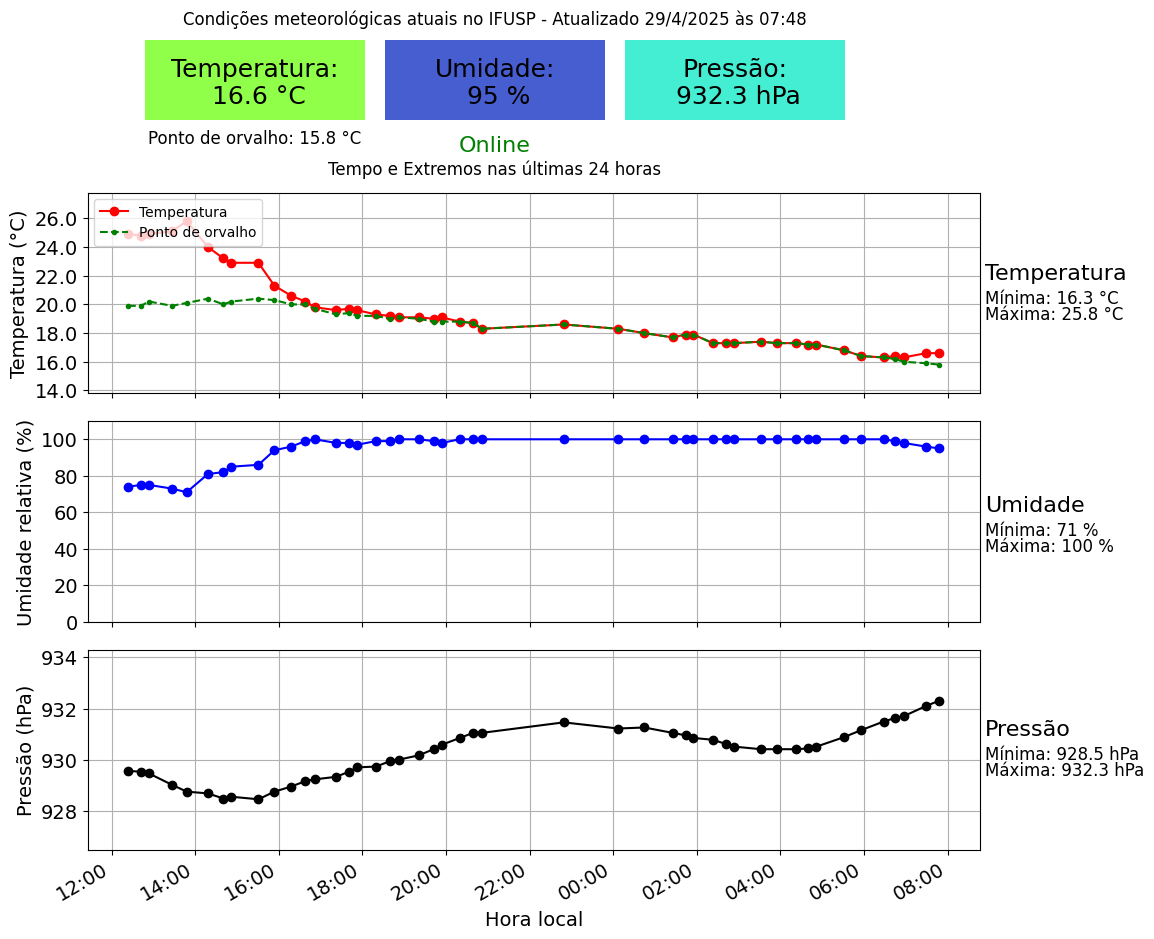 Condições meteorológicas atuais no IFUSP - Atualizado 29/4/2025 às 07:48
Temperatura:
16.6 °C
Umidade:
95 %
Pressão:
932.3 hPa
Ponto de orvalho: 15.8 °C
Online
Tempo e Extremos nas últimas 24 horas
Temperatura (°C)
26.0
24.0
22.0
20.0
18.0
16.0
14.0
Temperatura
Ponto de orvalho
Temperatura
Mínima: 16.3 °C
Máxima: 25.8 °C
Umidade relativa (%)
100
80
60
40
20
0
Umidade
Mínima: 71 %
Máxima: 100 %
Pressão (hPa)
934
932
930
928
Pressão
Mínima: 928.5 hPa
Máxima: 932.3 hPa
12:00 14:00 16:00 18:00 20:00 22:00 00:00 02:00 04:00 06:00 08:00
Hora local